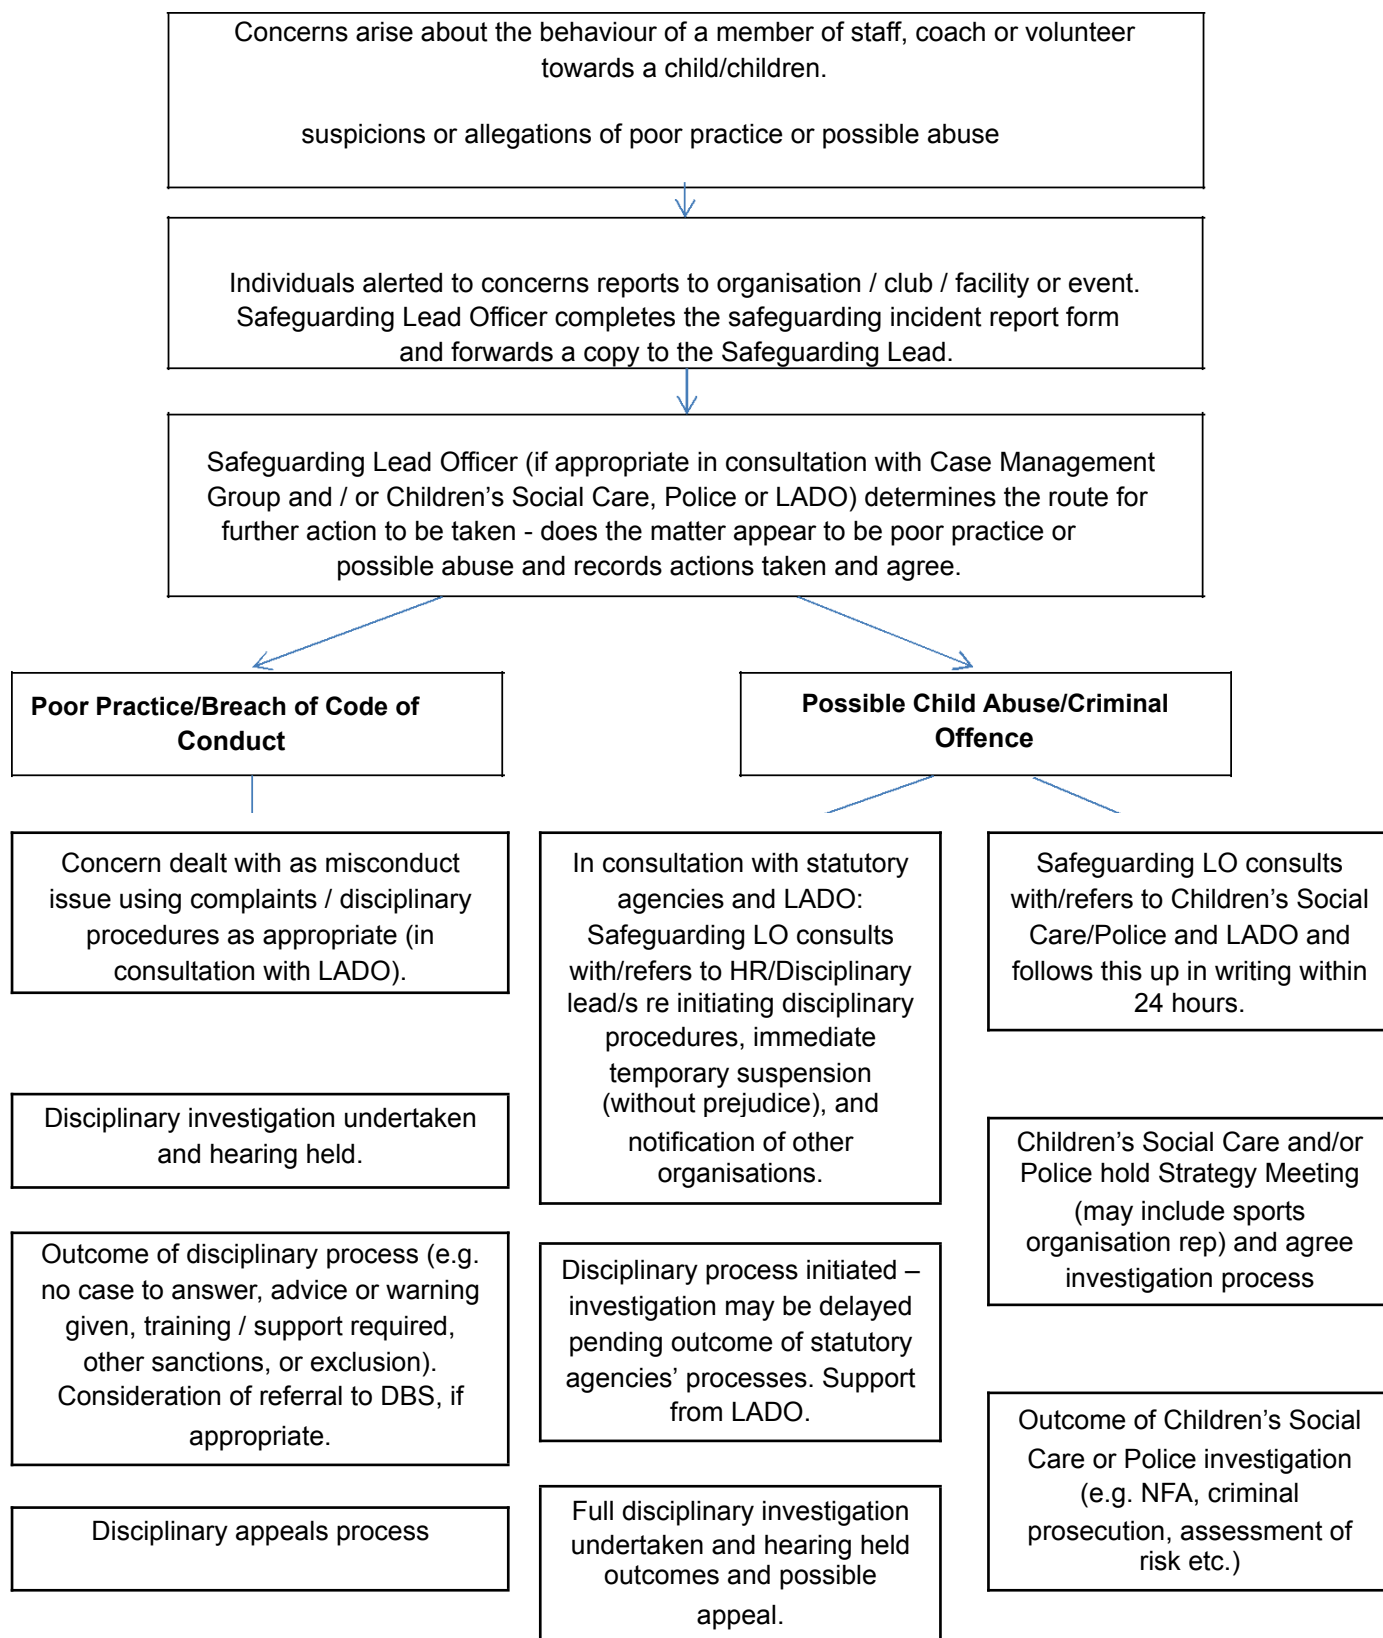 Concerns arise about the behaviour of a member of staff, coach or volunteer
towards a child/children.
suspicions or allegations of poor practice or possible abuse
Individuals alerted to concerns reports to organisation / club / facility or event.
Safeguarding Lead Officer completes the safeguarding incident report form
and forwards a copy to the Safeguarding Lead.
Safeguarding Lead Officer (if appropriate in consultation with Case Management
Group and / or Children’s Social Care, Police or LADO) determines the route for
further action to be taken - does the matter appear to be poor practice or
possible abuse and records actions taken and agree.
Poor Practice/Breach of Code of
Conduct
Possible Child Abuse/Criminal
Offence
Concern dealt with as misconduct
issue using complaints / disciplinary
procedures as appropriate (in
consultation with LADO).
Disciplinary investigation undertaken
and hearing held.
Outcome of disciplinary process (e.g.
no case to answer, advice or warning
given, training / support required,
other sanctions, or exclusion).
Consideration of referral to DBS, if
appropriate.
Disciplinary appeals process
In consultation with statutory
agencies and LADO:
Safeguarding LO consults
with/refers to HR/Disciplinary
lead/s re initiating disciplinary
procedures, immediate
temporary suspension
(without prejudice), and
notification of other
organisations.
Disciplinary process initiated –
investigation may be delayed
pending outcome of statutory
agencies’ processes. Support
from LADO.
Full disciplinary investigation
undertaken and hearing held
outcomes and possible
appeal.
Safeguarding LO consults
with/refers to Children’s Social
Care/Police and LADO and
follows this up in writing within
24 hours.
Children’s Social Care and/or
Police hold Strategy Meeting
(may include sports
organisation rep) and agree
investigation process
Outcome of Children’s Social
Care or Police investigation
(e.g. NFA, criminal
prosecution, assessment of
risk etc.)